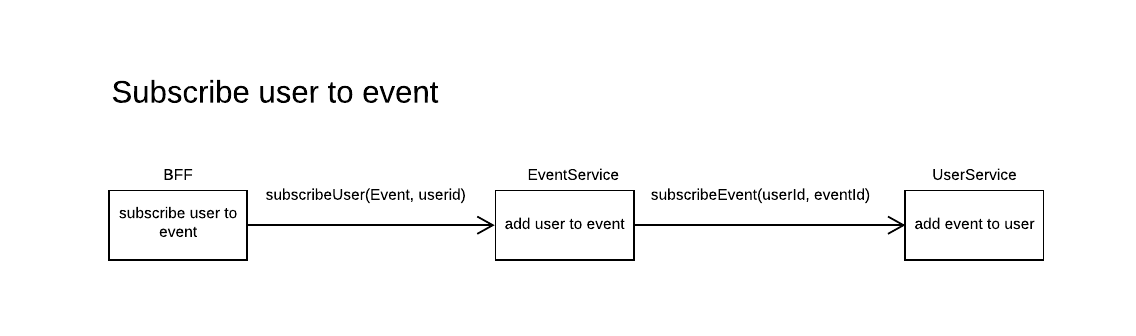 Subscribe user to event
BFF
EventService
UserService
subscribeUser(Event, userid)
subscribeEvent(userId, eventId)
subscribe user to
event
add user to event
add event to user